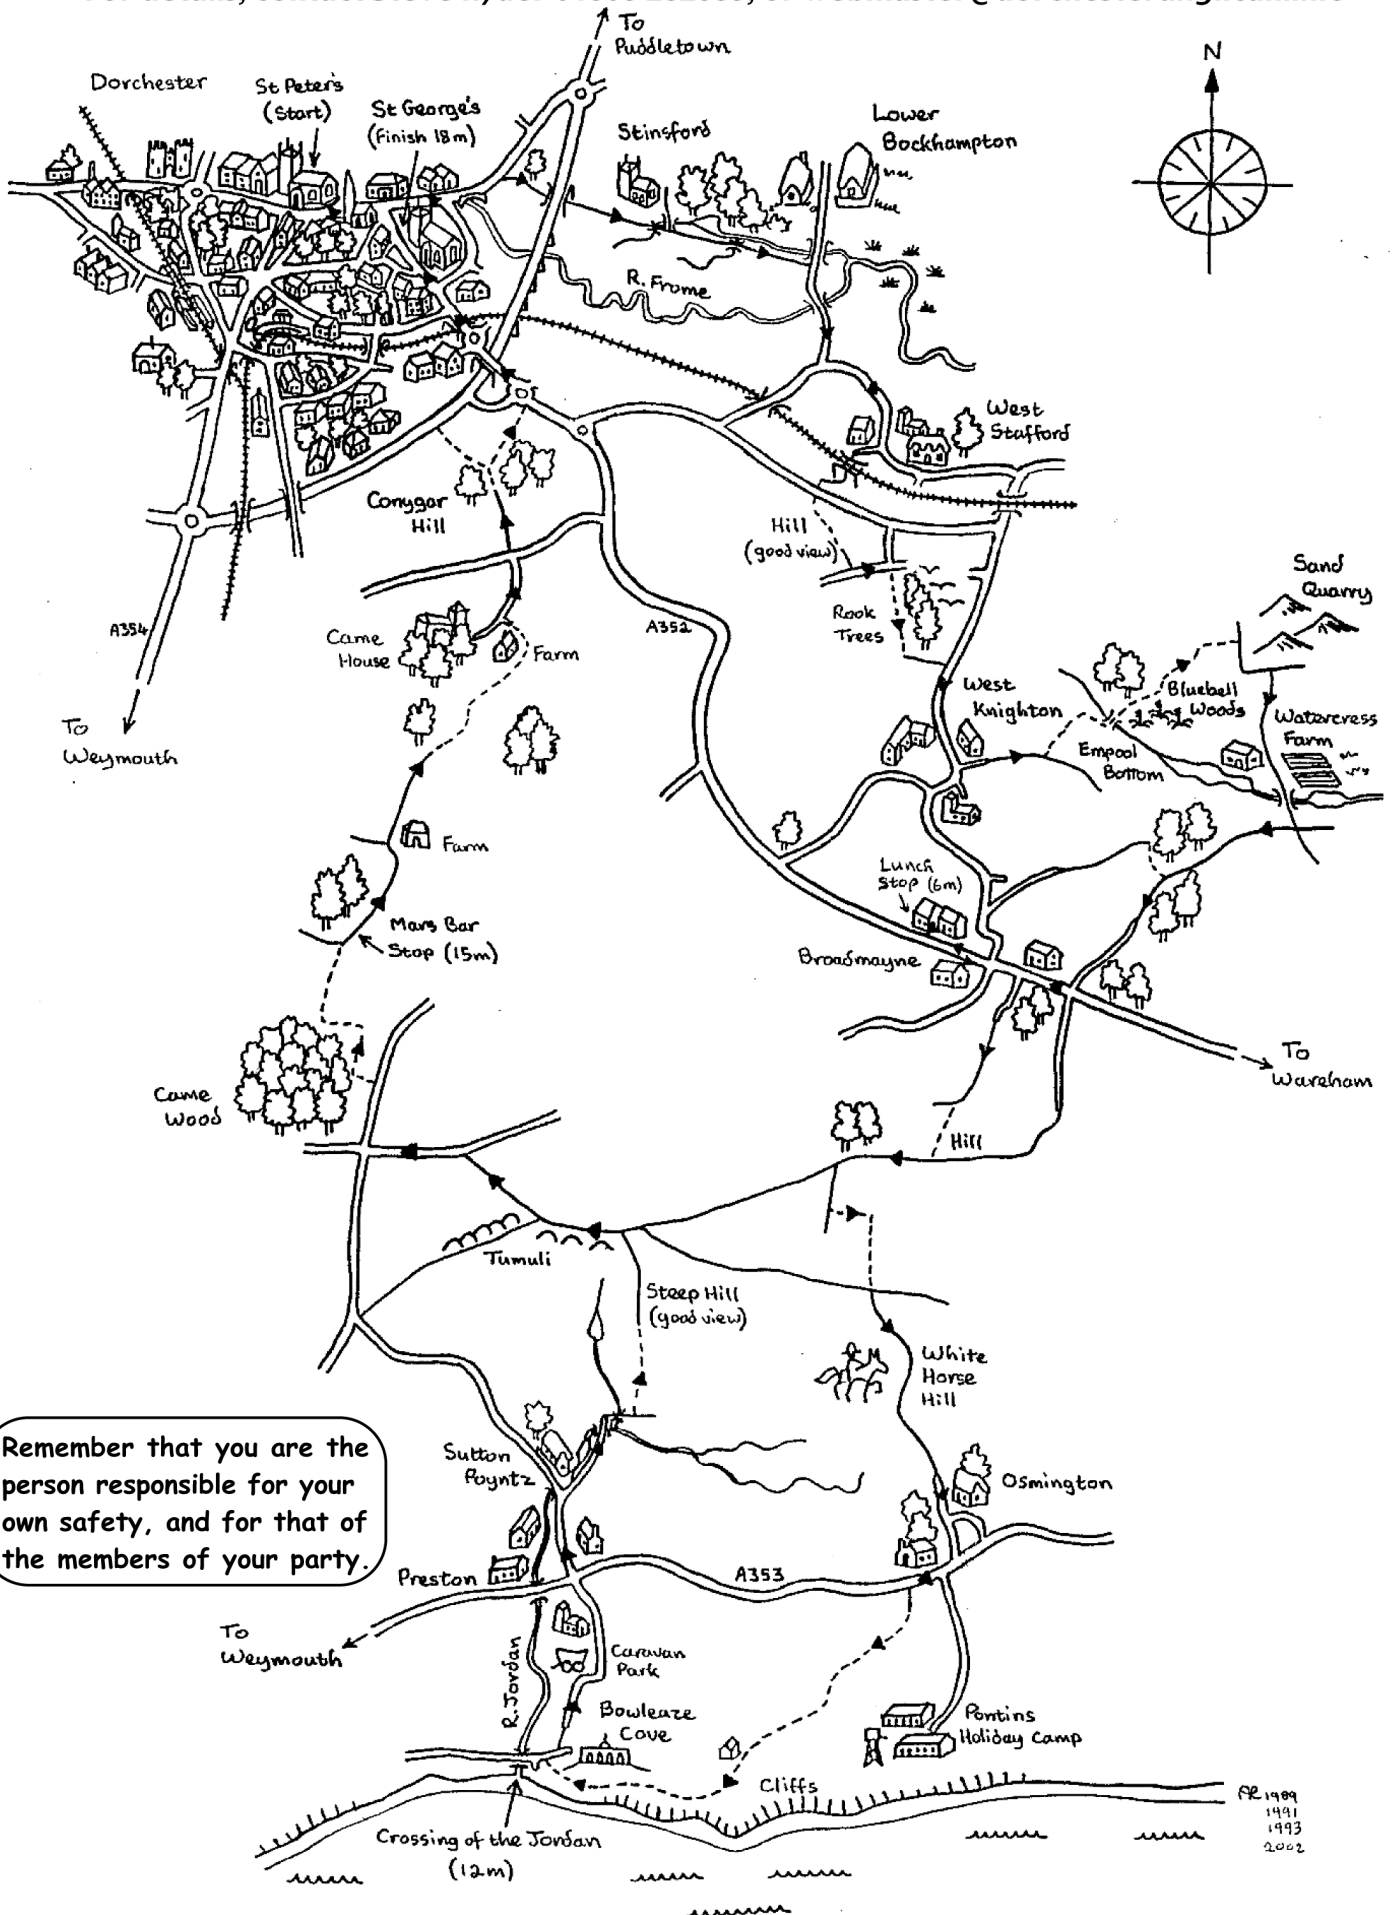 To
Puddletown
N
Dorchester
St Peter's
(Start)
St George's
(Finish 18m)
Stinsford
Lower
Bockhampton
R. Frome
West
Stafford
Conygar
Hill
Hill
(good view)
Sand
Quarry
A354
Came
House
Farm
A352
Rook
Trees
West
Knighton
Bluebell
Woods
Watercress
Farm
To
Weymouth
Empool
Bottom
Farm
Lunch
Stop (6m)
Mars Bar
Stop (15m)
Broadmayne
To
Wareham
Came
Wood
Hill
Tumuli
Steep Hill
(good view)
White
Horse
Hill
Remember that you are the
person responsible for your
own safety, and for that of
the members of your party.
Sutton
Poyntz
Osmington
Preston
A353
To
Weymouth
R. Jordan
Caravan
Park
Bowleaze
Cove
Pontins
Holiday Camp
Cliffs
Crossing of the Jordan
(12m)
1989
1991
1993
2002